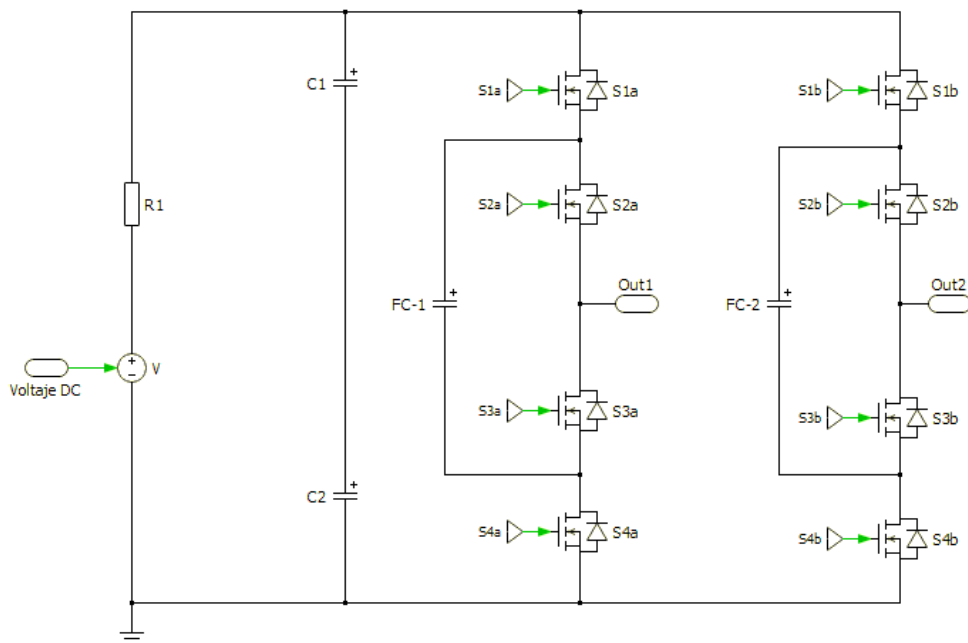 C1
S1a
S1a
S1b
S1b
R1
S2a
S2a
S2b
S2b
FC-1
Out1
FC-2
Out2
+
−
V
Voltaje DC
S3a
S3a
S3b
S3b
C2
S4a
S4a
S4b
S4b